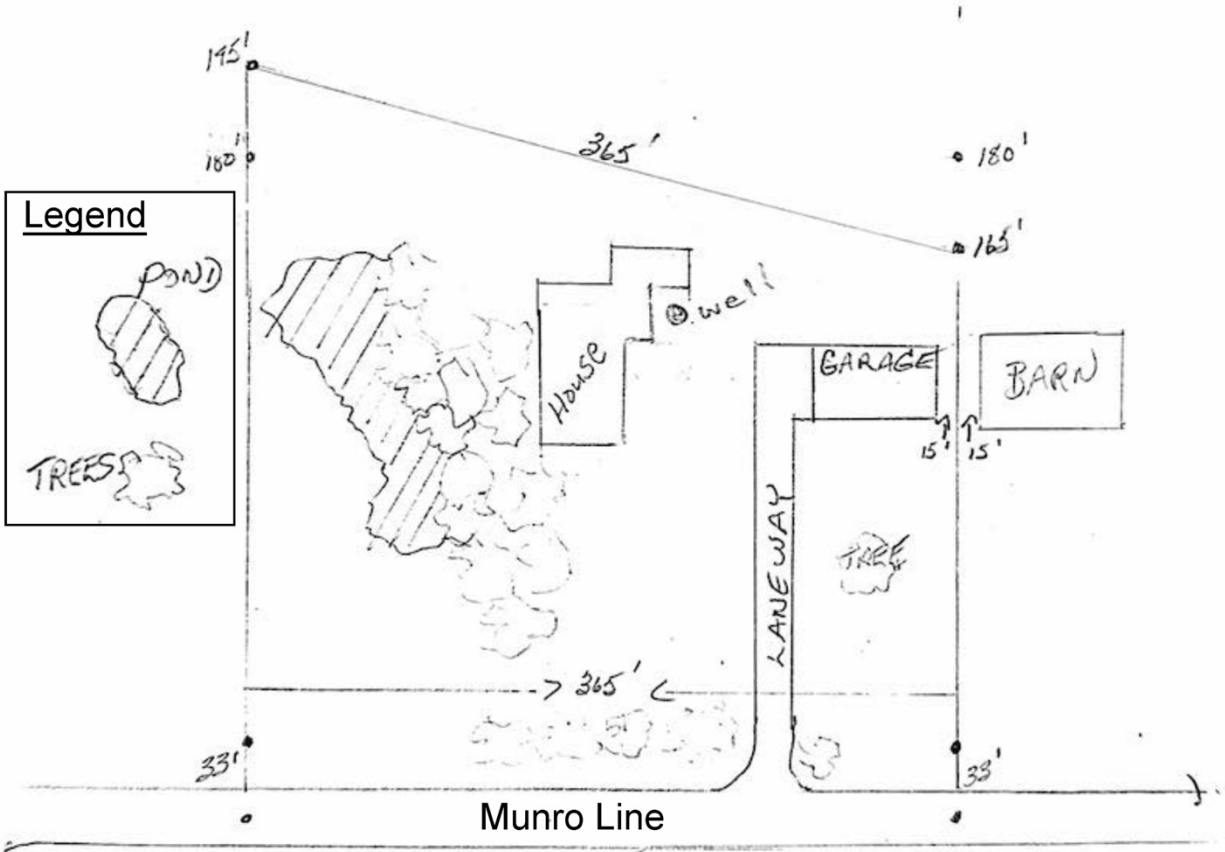 195'
365'
180'
180'
165'
Legend
POND
TREES
well
House
GARAGE
BARN
15'
15'
LANEWAY
TREE
365'
33'
33'
Munro Line